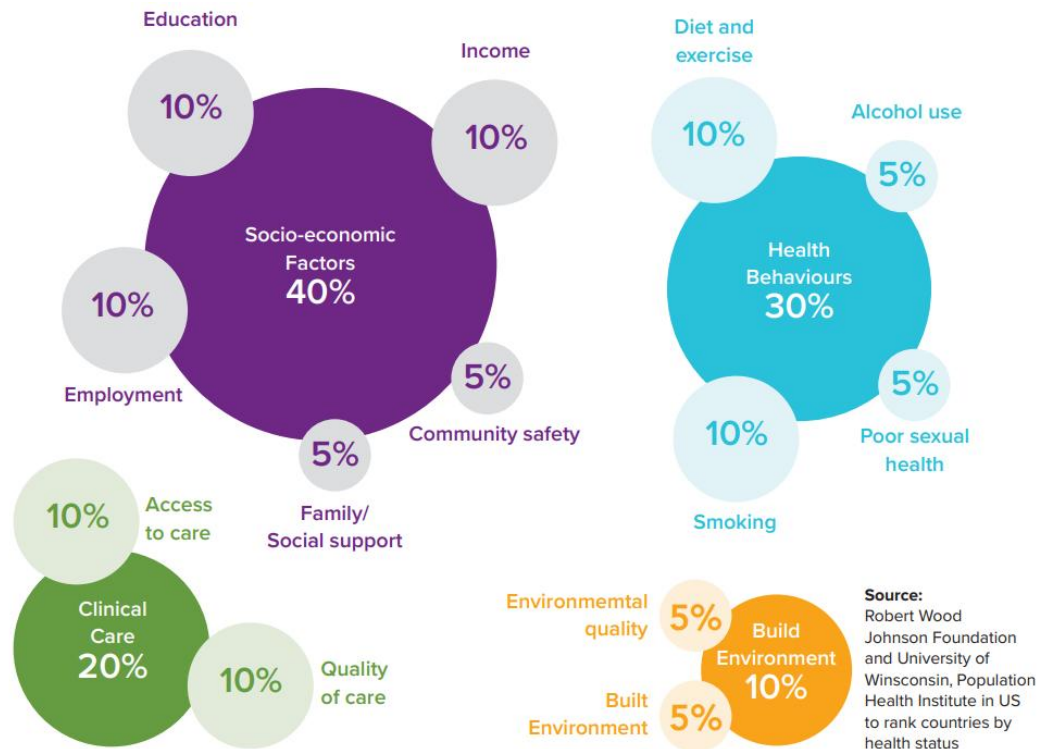 Education
10%
Income
10%
Socio-economic
Factors
40%
10%
Employment
5%
Community safety
5%
Family/
Social support
Diet and
exercise
10%
Alcohol use
5%
Health
Behaviours
30%
5%
Poor sexual
health
10%
Smoking
10%
Access
to care
Clinical
Care
20%
10%
Quality
of care
Environmemtal
quality
5%
Build
Environment
10%
Built
Environment
5%
Source:
Robert Wood
Johnson Foundation
and University of
Winsconsin, Population
Health Institute in US
to rank countries by
health status